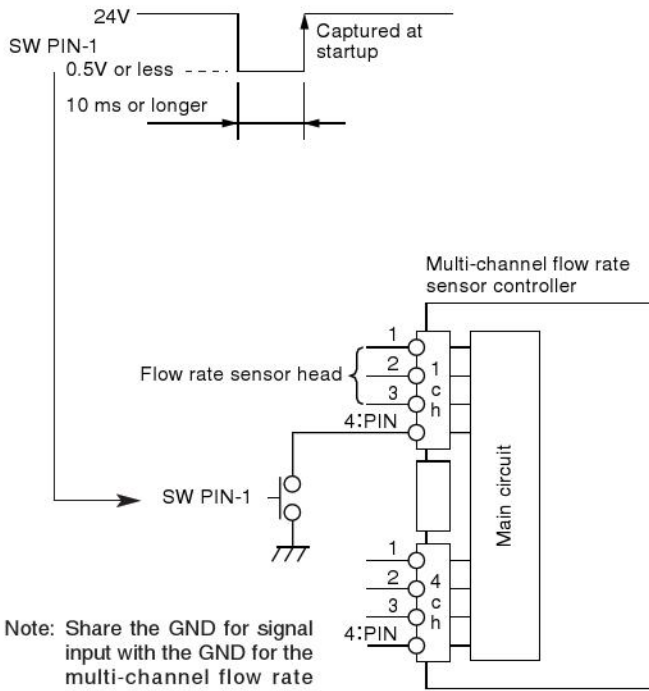 24V
Captured at
startup
SW PIN-1
0.5V or less
10 ms or longer
Multi-channel flow rate
sensor controller
1
2
3
4:PIN
Flow rate sensor head
1
c
h
Main circuit
SW PIN-1
1
2
3
4:PIN
4
c
h
Note: Share the GND for signal
input with the GND for the
multi-channel flow rate